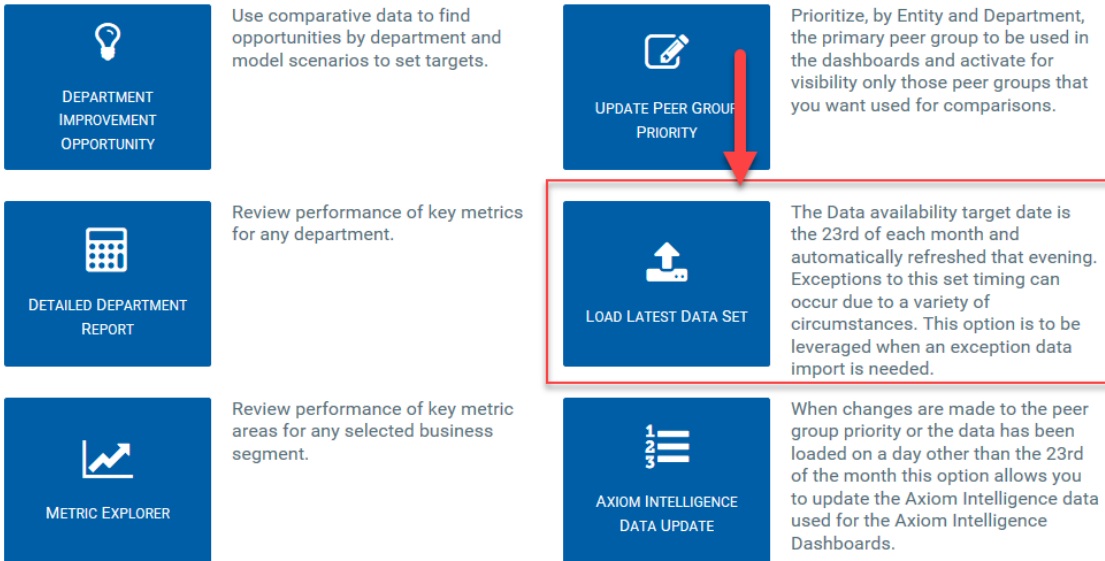 DEPARTMENT
IMPROVEMENT
OPPORTUNITY
Use comparative data to find
opportunities by department and
model scenarios to set targets.
UPDATE PEER GROUP
PRIORITY
Prioritize, by Entity and Department,
the primary peer group to be used in
the dashboards and activate for
visibility only those peer groups that
you want used for comparisons.
DETAILED DEPARTMENT
REPORT
Review performance of key metrics
for any department.
LOAD LATEST DATA SET
The Data availability target date is
the 23rd of each month and
automatically refreshed that evening.
Exceptions to this set timing can
occur due to a variety of
circumstances. This option is to be
leveraged when an exception data
import is needed.
METRIC EXPLORER
Review performance of key metric
areas for any selected business
segment.
1
2
3
AXIOM INTELLIGENCE
DATA UPDATE
When changes are made to the peer
group priority or the data has been
loaded on a day other than the 23rd
of the month this option allows you
to update the Axiom Intelligence data
used for the Axiom Intelligence
Dashboards.